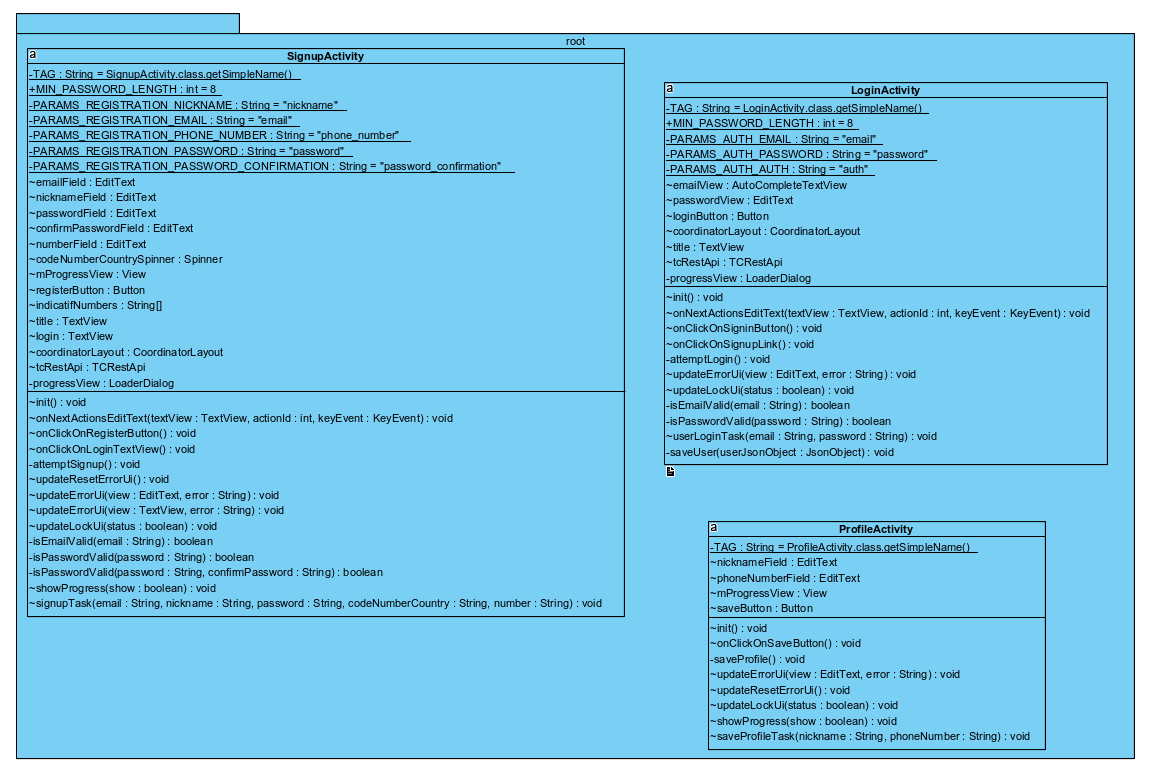 root
a
SignupActivity
-TAG : String = SignupActivity.class.getSimpleName()
+MIN_PASSWORD_LENGTH : int = 8
-PARAMS_REGISTRATION_NICKNAME : String = "nickname"
-PARAMS_REGISTRATION_EMAIL : String = "email"
-PARAMS_REGISTRATION_PHONE_NUMBER : String = "phone_number"
-PARAMS_REGISTRATION_PASSWORD : String = "password"
-PARAMS_REGISTRATION_PASSWORD_CONFIRMATION : String = "password_confirmation"
~emailField : EditText
~nicknameField : EditText
~passwordField : EditText
~confirmPasswordField : EditText
~numberField : EditText
~codeNumberCountrySpinner : Spinner
~mProgressView : View
~registerButton : Button
~indicatifNumbers : String[]
~title : TextView
~login : TextView
~coordinatorLayout : CoordinatorLayout
~tcRestApi : TCRestApi
-progressView : LoaderDialog
~init() : void
~onNextActionsEditText(textView : TextView, actionId : int, keyEvent : KeyEvent) : void
~onClickOnRegisterButton() : void
~onClickOnLoginTextView() : void
-attemptSignup() : void
~updateResetErrorUi() : void
~updateErrorUi(view : EditText, error : String) : void
~updateErrorUi(view : TextView, error : String) : void
~updateLockUi(status : boolean) : void
-isEmailValid(email : String) : boolean
-isPasswordValid(password : String) : boolean
-isPasswordValid(password : String, confirmPassword : String) : boolean
~showProgress(show : boolean) : void
~signupTask(email : String, nickname : String, password : String, codeNumberCountry : String, number : String) : void
a
LoginActivity
-TAG : String = LoginActivity.class.getSimpleName()
+MIN_PASSWORD_LENGTH : int = 8
-PARAMS_AUTH_EMAIL : String = "email"
-PARAMS_AUTH_PASSWORD : String = "password"
-PARAMS_AUTH_AUTH : String = "auth"
~emailView : AutoCompleteTextView
~passwordView : EditText
~loginButton : Button
~coordinatorLayout : CoordinatorLayout
~title : TextView
~tcRestApi : TCRestApi
-progressView : LoaderDialog
~init() : void
~onNextActionsEditText(textView : TextView, actionId : int, keyEvent : KeyEvent) : void
~onClickOnSigninButton() : void
~onClickOnSignupLink() : void
-attemptLogin() : void
~updateErrorUi(view : EditText, error : String) : void
~updateLockUi(status : boolean) : void
-isEmailValid(email : String) : boolean
-isPasswordValid(password : String) : boolean
~userLoginTask(email : String, password : String) : void
-saveUser(userJsonObject : JsonObject) : void
a
ProfileActivity
-TAG : String = ProfileActivity.class.getSimpleName()
~nicknameField : EditText
~phoneNumberField : EditText
~mProgressView : View
~saveButton : Button
~init() : void
~onClickOnSaveButton() : void
-saveProfile() : void
~updateErrorUi(view : EditText, error : String) : void
~updateResetErrorUi() : void
~updateLockUi(status : boolean) : void
~showProgress(show : boolean) : void
~saveProfileTask(nickname : String, phoneNumber : String) : void